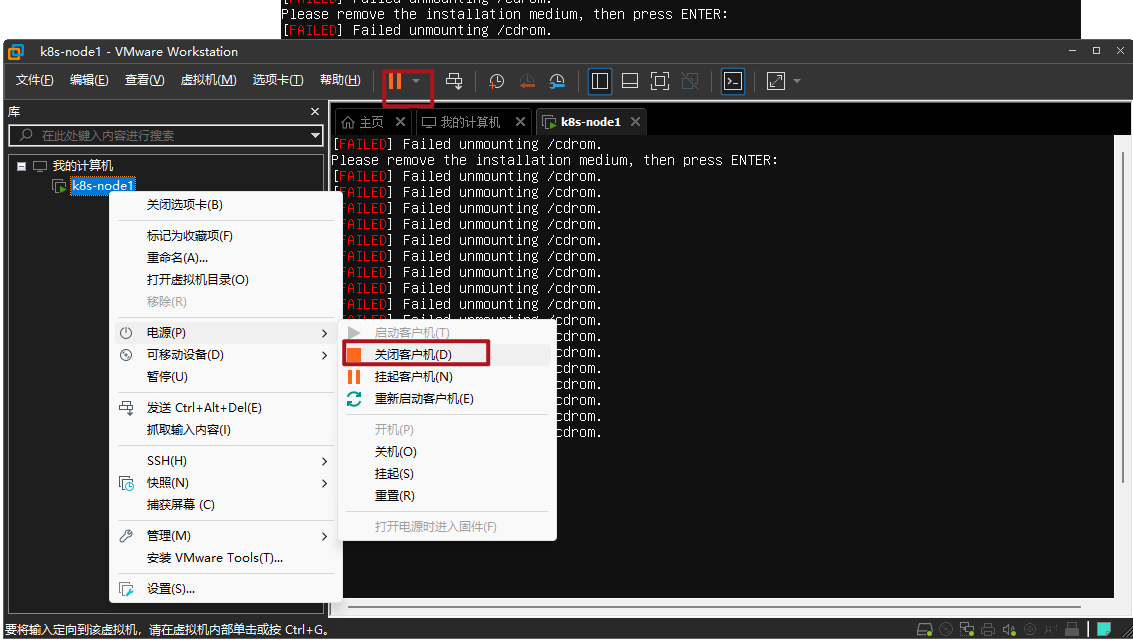 [FAILED] Failed unmounting /cdrom.
Please remove the installation medium, then press ENTER:
[FAILED] Failed unmounting /cdrom.
k8s-node1 - VMware Workstation
文件(F) 编辑(E) 查看(V) 虚拟机(M) 选项卡(T) 帮助(H)
库
在此处键入内容进行搜索
主页 我的计算机 k8s-node1
我的计算机
k8s-node1
[FAILED] Failed unmounting /cdrom.
Please remove the installation medium, then press ENTER:
[FAILED] Failed unmounting /cdrom.
[FAILED] Failed unmounting /cdrom.
FAILED] Failed unmounting /cdrom.
FAILED] Failed unmounting /cdrom.
FAILED] Failed unmounting /cdrom.
FAILED] Failed unmounting /cdrom.
FAILED] Failed unmounting /cdrom.
FAILED] Failed unmounting /cdrom.
FAILED] Failed unmounting /cdrom.
FAILED] Failed unmounting /cdrom.
cdrom.
cdrom.
cdrom.
cdrom.
cdrom.
cdrom.
cdrom.
关闭选项卡(B)
标记为收藏项(F)
重命名(A)...
打开虚拟机目录(O)
移除(R)
电源(P)
可移动设备(D)
暂停(U)
发送 Ctrl+Alt+Del(E)
抓取输入内容(I)
SSH(H)
快照(N)
捕获屏幕 (C)
管理(M)
安装 VMware Tools(T)...
设置(S)...
启动客户机(T)
关闭客户机(D)
挂起客户机(N)
重新启动客户机(E)
开机(P)
关机(O)
挂起(S)
重置(R)
打开电源时进入固件(F)
要将输入定向到该虚拟机，请在虚拟机内部单击或按 Ctrl+G。